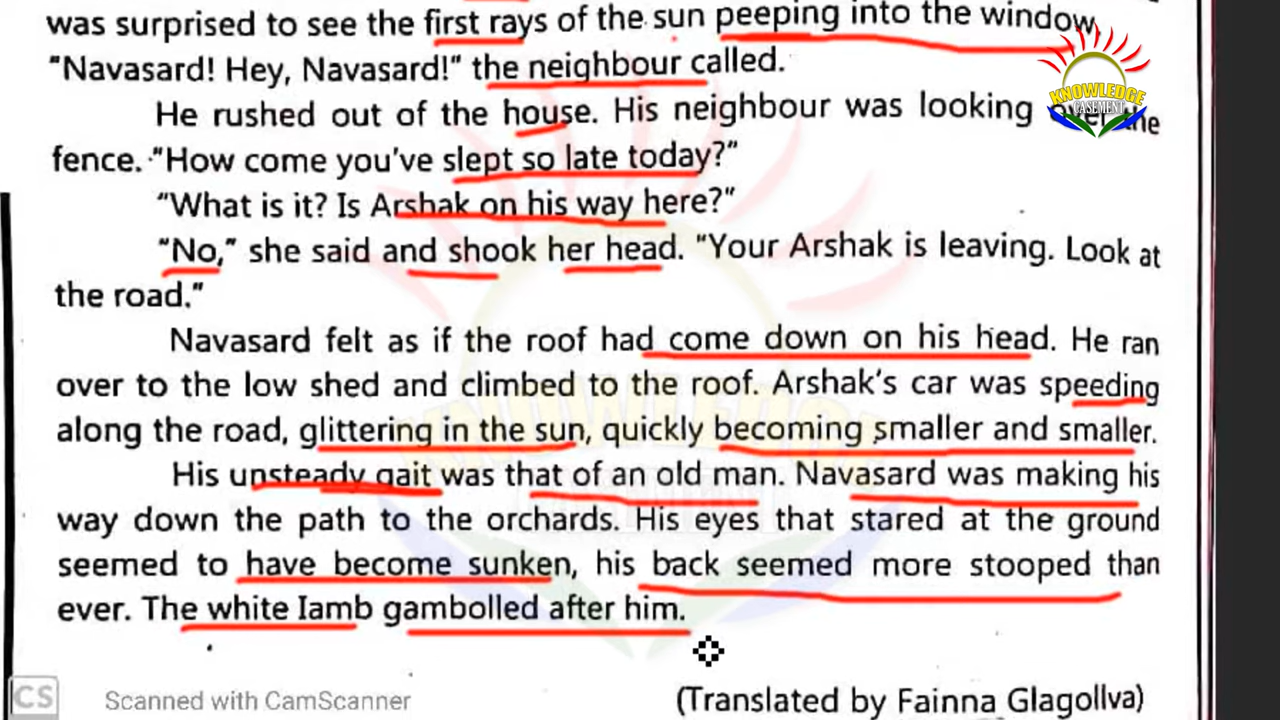 was surprised to see the first rays of the sun peeping into the window.
"Navasard! Hey, Navasard!" the neighbour called.
He rushed out of the house. His neighbour was looking over the
fence. "How come you've slept so late today?"
"What is it? Is Arshak on his way here?"
"No," she said and shook her head. "Your Arshak is leaving. Look at
the road."
Navasard felt as if the roof had come down on his head. He ran
over to the low shed and climbed to the roof. Arshak's car was speeding
along the road, glittering in the sun, quickly becoming smaller and smaller.
His unsteady gait was that of an old man. Navasard was making his
way down the path to the orchards. His eyes that stared at the ground
seemed to have become sunken, his back seemed more stooped than
ever. The white Iamb gambolled after him.
(Translated by Fainna Glagollva)
CS Scanned with CamScanner
KNOWLEDGE
CASEMENT